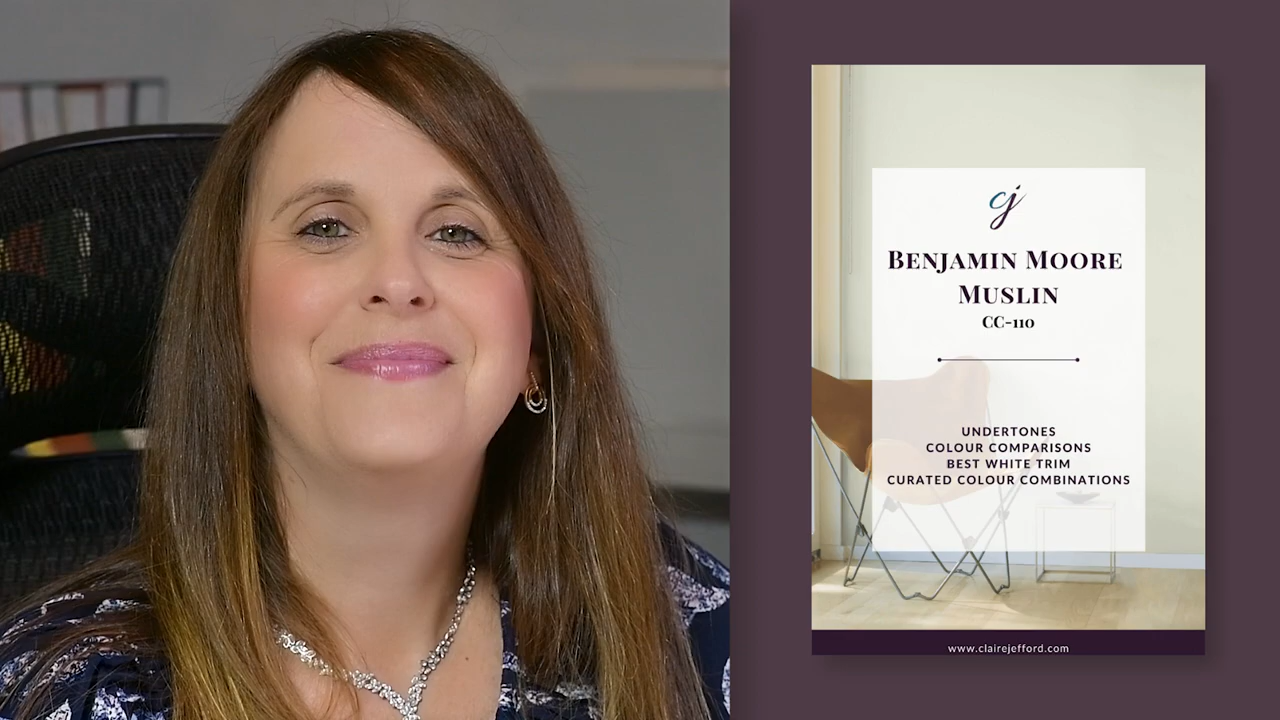 cj
BENJAMIN MOORE
MUSLIN
CC-110
UNDERTONES
COLOUR COMPARISONS
BEST WHITE TRIM
CURATED COLOUR COMBINATIONS
www.clairejefford.com